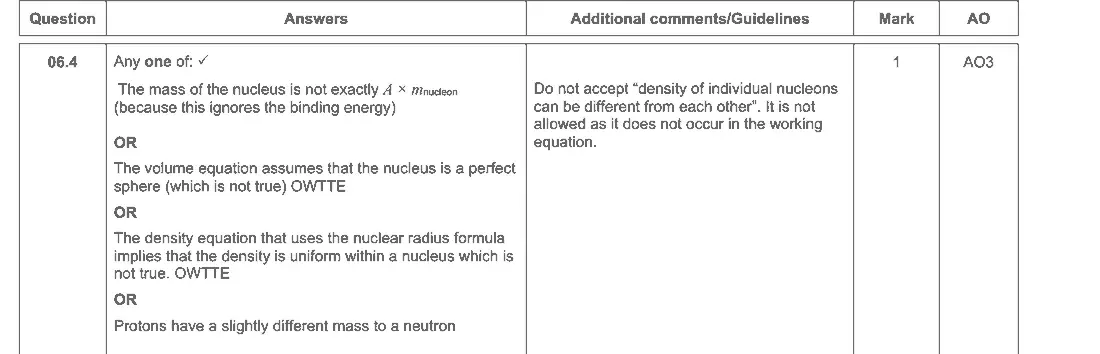 Question Answers Additional comments/Guidelines Mark AO
06.4 Any one of: ✓ 1 AO3
The mass of the nucleus is not exactly A × mnucleon
(because this ignores the binding energy)
OR
The volume equation assumes that the nucleus is a perfect
sphere (which is not true) OWTTE
OR
The density equation that uses the nuclear radius formula
implies that the density is uniform within a nucleus which is
not true. OWTTE
OR
Protons have a slightly different mass to a neutron
Do not accept “density of individual nucleons
can be different from each other”. It is not
allowed as it does not occur in the working
equation.